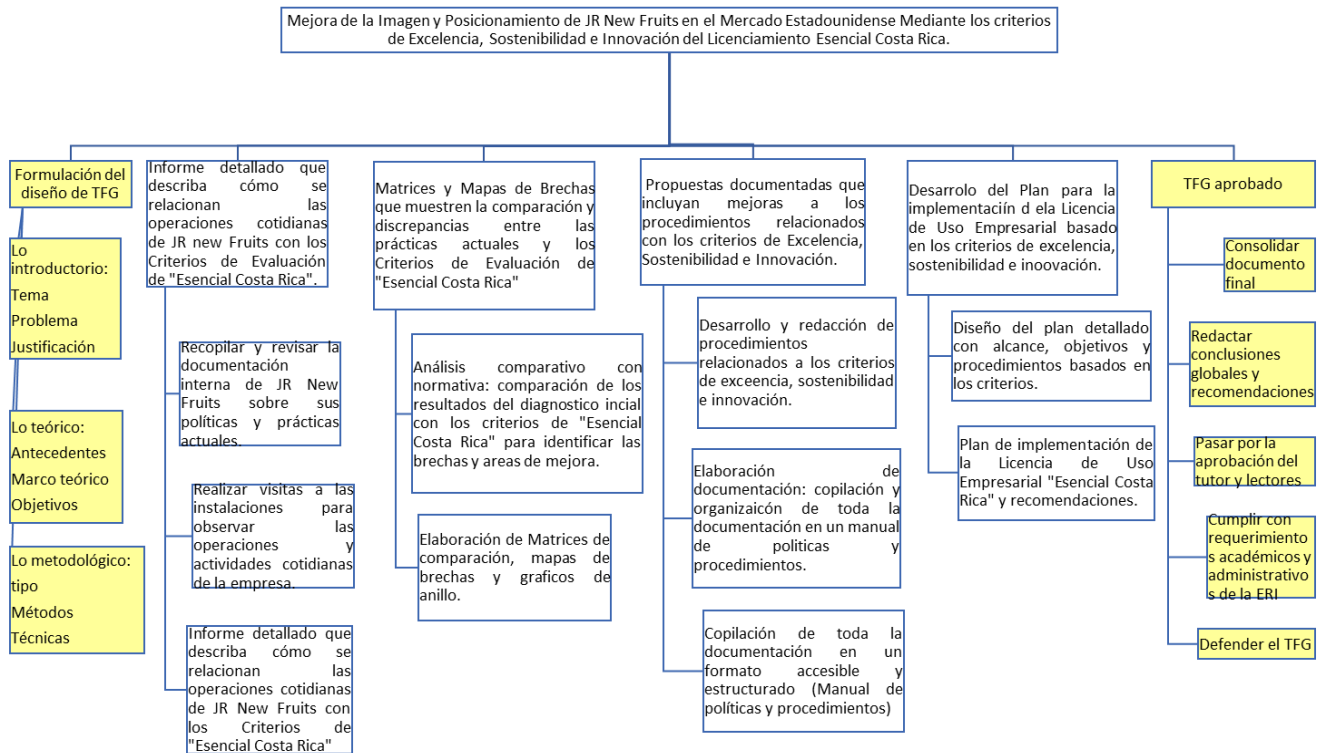 Mejora de la Imagen y Posicionamiento de JR New Fruits en el Mercado Estadounidense Mediante los criterios
de Excelencia, Sostenibilidad e Innovación del Licenciamiento Esencial Costa Rica.
Formulación del
diseño de TFG
Lo
introductorio:
Tema
Problema
Justificación
Lo teórico:
Antecedentes
Marco teórico
Objetivos
Lo metodológico:
tipo
Métodos
Técnicas
Informe detallado que
describa cómo se
relacionan las
operaciones cotidianas
de JR new Fruits con los
Criterios de Evaluación
de "Esencial Costa Rica".
Recopilar y revisar la
documentación
interna de JR New
Fruits sobre sus
políticas y prácticas
actuales.
Realizar visitas a las
instalaciones para
observar las
operaciones y
actividades cotidianas
de la empresa.
Informe detallado que
describa cómo se
relacionan las
operaciones cotidianas
de JR New Fruits con
los Criterios de
"Esencial Costa Rica"
Matrices y Mapas de Brechas
que muestren la comparación y
discrepancias entre las
prácticas actuales y los
Criterios de Evaluación de
"Esencial Costa Rica"
Análisis comparativo con
normativa: comparación de los
resultados del diagnostico incial
con los criterios de "Esencial
Costa Rica" para identificar las
brechas y areas de mejora.
Elaboración de Matrices de
comparación, mapas de
brechas y graficos de
anillo.
Propuestas documentadas que
incluyan mejoras a los
procedimientos relacionados
con los criterios de Excelencia,
Sostenibilidad e Innovación.
Desarrollo y redacción de
procedimientos
relacionados a los criterios
de exceencia, sostenibilidad
e innovación.
Elaboración de
documentación: copilación y
organizaicón de toda la
documentación en un manual
de politicas y
procedimientos.
Copilación de toda la
documentación en un
formato accesible y
estructurado (Manual de
políticas y procedimientos)
Desarrolo del Plan para la
implementaciín d ela Licencia
de Uso Empresarial basado
en los criterios de excelencia,
sostenibilidad e inoovación.
Diseño del plan detallado
con alcance, objetivos y
procedimientos basados en
los criterios.
Plan de implementación de
la Licencia de Uso
Empresarial "Esencial Costa
Rica" y recomendaciones.
TFG aprobado
Consolidar
documento
final
Redactar
conclusiones
globales y
recomendaciones
Pasar por la
aprobación del
tutor y lectores
Cumplir con
requerimiento
s académicos y
administrativo
s de la ERI
Defender el TFG